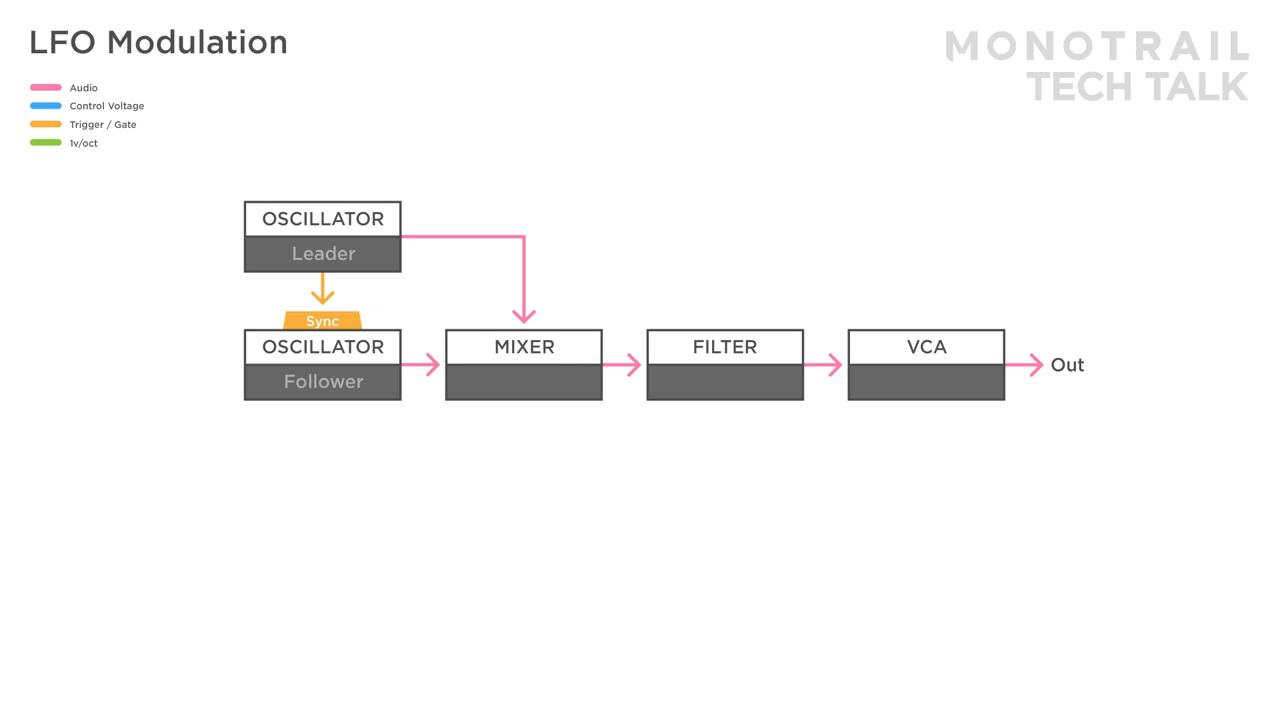 LFO Modulation
MONOTRAIL
TECH TALK
Audio
Control Voltage
Trigger / Gate
1v/oct
OSCILLATOR
Leader
Sync
OSCILLATOR
Follower
MIXER
FILTER
VCA
Out